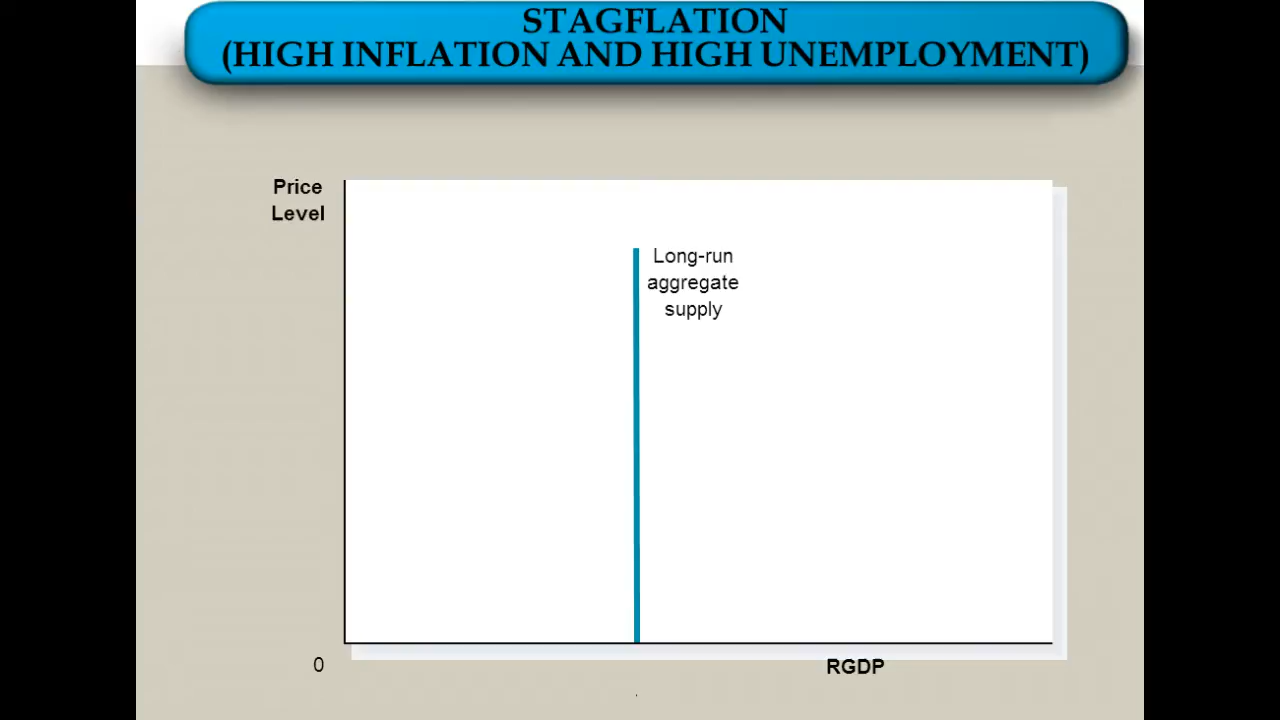 STAGFLATION
(HIGH INFLATION AND HIGH UNEMPLOYMENT)
Price
Level
Long-run
aggregate
supply
0
RGDP